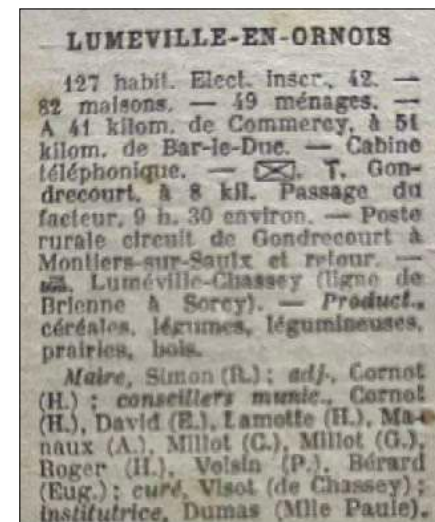 LUMEVILLE-EN-ORNOIS
127 habit. Elect. inscr., 42. —
82 maisons. — 49 ménages. —
A 41 kilom. de Commercy, à 51
kilom. de Bar-le-Duc. — Cabine
téléphonique. — ✉. T. Gon-
drecourt, à 8 kil. Passage du
facteur, 9 h. 30 environ. — Poste
rurale circuit de Gondrecourt à
Montiers-sur-Saulx et retour. —
🚂. Luméville-Chassey (ligne de
Brienne à Sorcy). — Product.,
céréales, légumes, légumineuses,
prairies, bois.
Maire, Simon (R.); adj., Cornot
(H.); conseillers munic., Cornot
(H.), David (E.), Lamotte (H.), Ma-
naux (A.), Millot (C.), Millot (G.),
Roger (H.), Voisin (P.), Bérard
(Eug.); curé, Visot (de Chassey);
institutrice, Dumas (Mlle Paule).